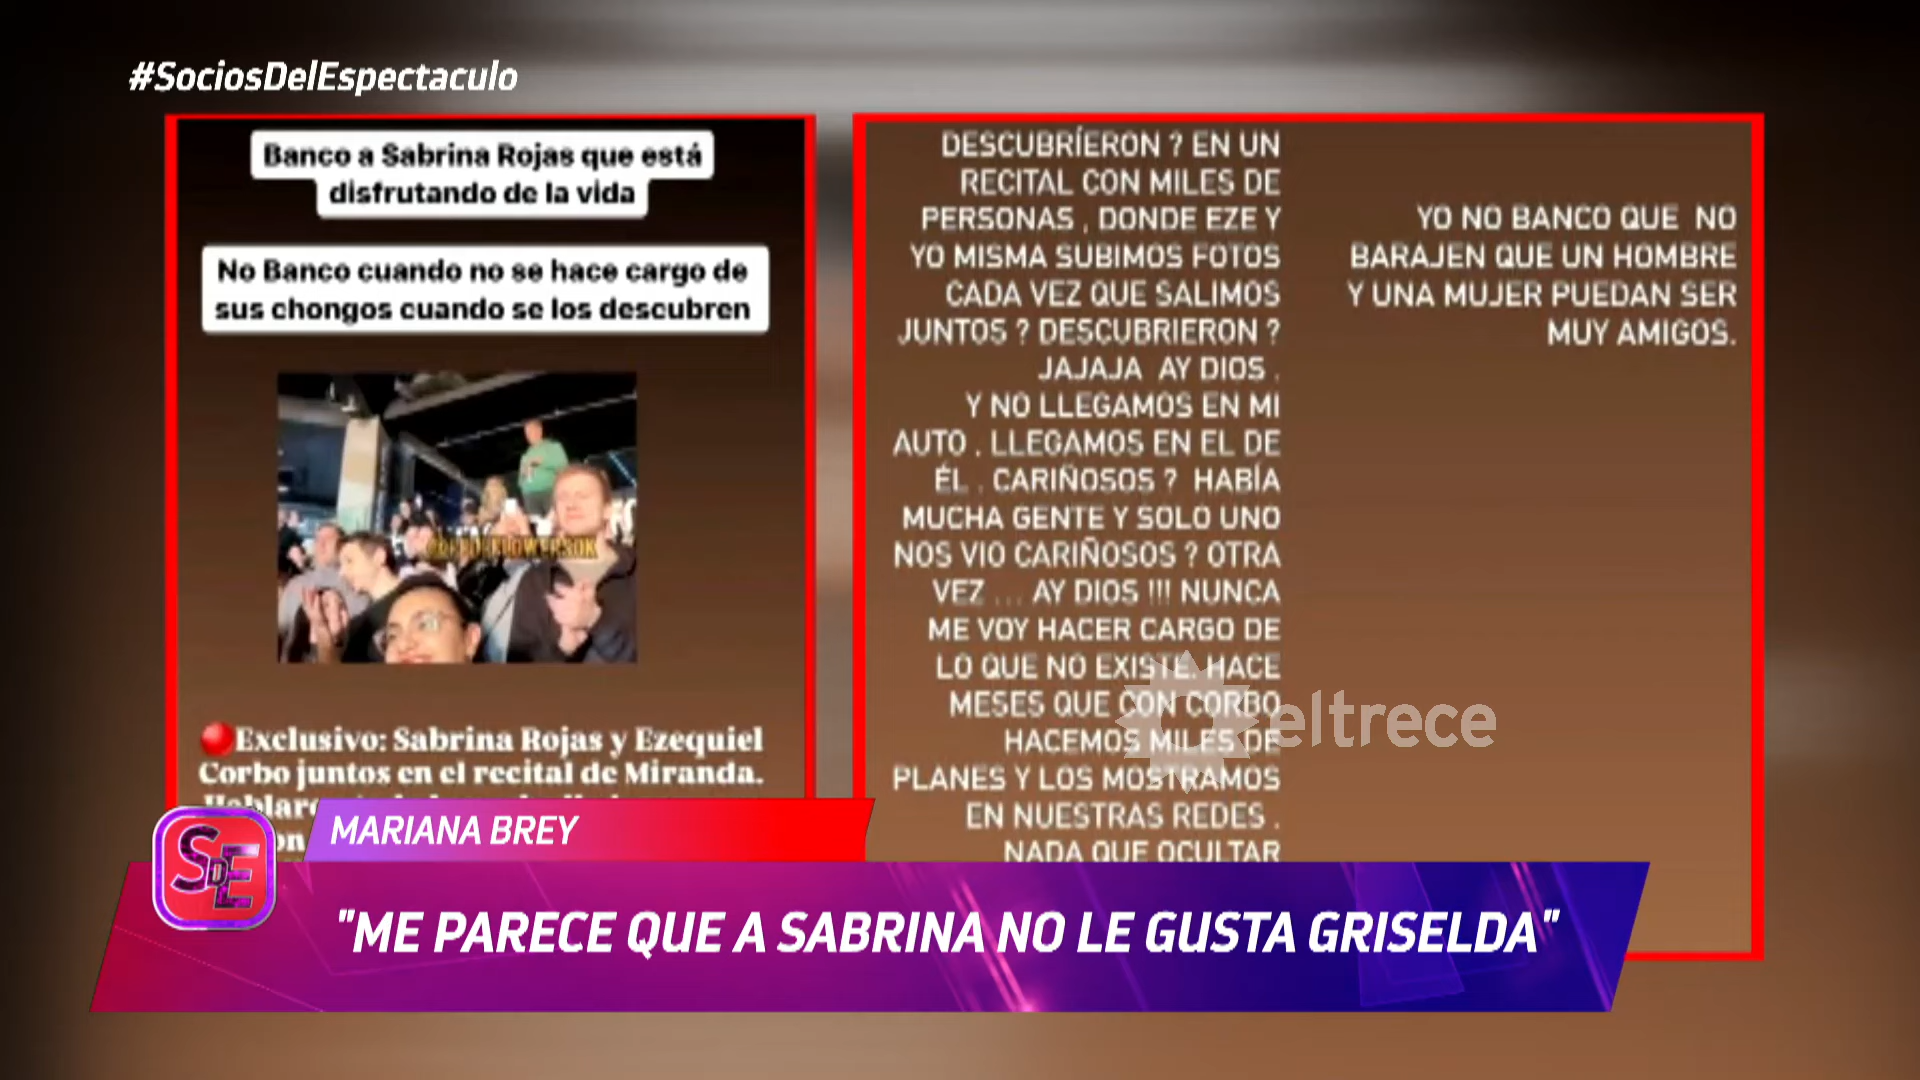 #SociosDelEspectaculo
Banco a Sabrina Rojas que está
disfrutando de la vida
No Banco cuando no se hace cargo de
sus chongos cuando se los descubren
Exclusivo: Sabrina Rojas y Ezequiel
Corbo juntos en el recital de Miranda.
DESCUBRÍERON ? EN UN
RECITAL CON MILES DE
PERSONAS , DONDE EZE Y
YO MISMA SUBIMOS FOTOS
CADA VEZ QUE SALIMOS
JUNTOS ? DESCUBRIERON ?
JAJAJA AY DIOS .
Y NO LLEGAMOS EN MI
AUTO . LLEGAMOS EN EL DE
ÉL . CARIÑOSOS ? HABÍA
MUCHA GENTE Y SOLO UNO
NOS VIO CARIÑOSOS ? OTRA
VEZ ... AY DIOS !!! NUNCA
ME VOY HACER CARGO DE
LO QUE NO EXISTE. HACE
MESES QUE CON CORBO
HACEMOS MILES DE
PLANES Y LOS MOSTRAMOS
EN NUESTRAS REDES .
NADA QUE OCULTAR
YO NO BANCO QUE NO
BARAJEN QUE UN HOMBRE
Y UNA MUJER PUEDAN SER
MUY AMIGOS.
eltrece
SDE
MARIANA BREY
"ME PARECE QUE A SABRINA NO LE GUSTA GRISELDA"